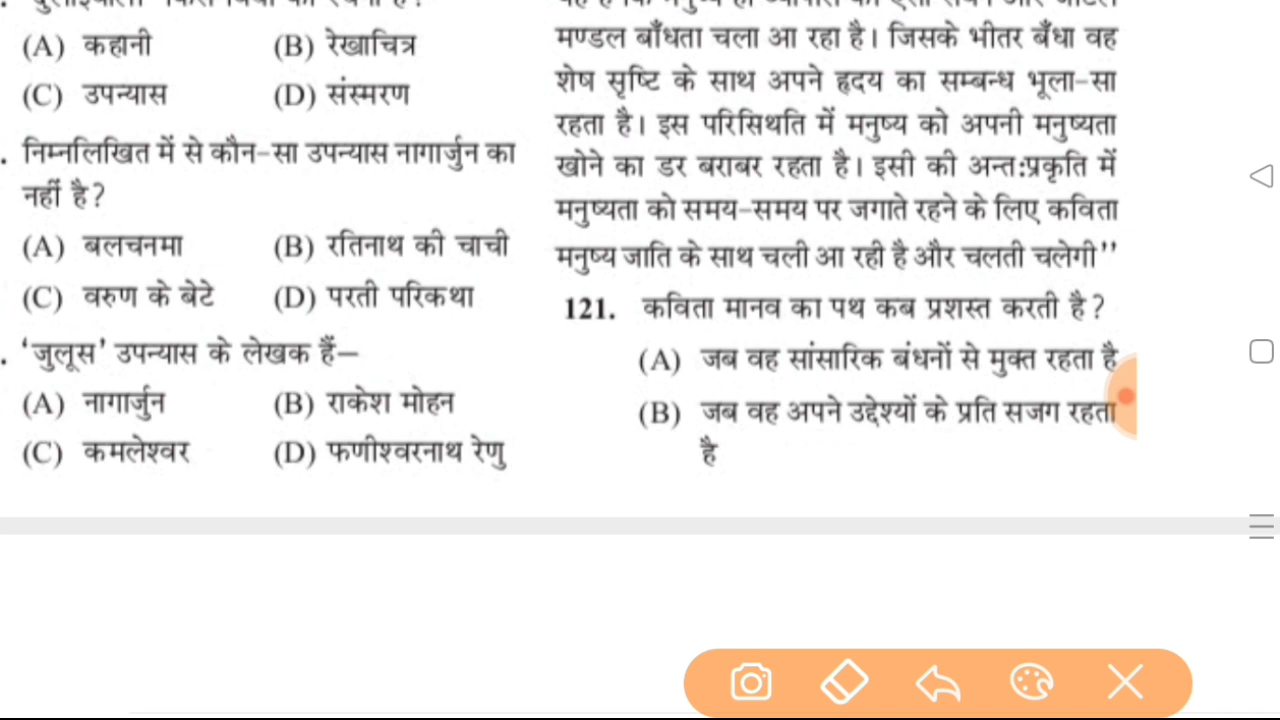 (A) कहानी (B) रेखाचित्र
(C) उपन्यास (D) संस्मरण
. निम्नलिखित में से कौन-सा उपन्यास नागार्जुन का
नहीं है?
(A) बलचनमा (B) रतिनाथ की चाची
(C) वरुण के बेटे (D) परती परिकथा
. 'जुलूस' उपन्यास के लेखक हैं—
(A) नागार्जुन (B) राकेश मोहन
(C) कमलेश्वर (D) फणीश्वरनाथ रेणु
मण्डल बाँधता चला आ रहा है। जिसके भीतर बँधा वह
शेष सृष्टि के साथ अपने हृदय का सम्बन्ध भूला-सा
रहता है। इस परिसिथति में मनुष्य को अपनी मनुष्यता
खोने का डर बराबर रहता है। इसी की अन्त:प्रकृति में
मनुष्यता को समय-समय पर जगाते रहने के लिए कविता
मनुष्य जाति के साथ चली आ रही है और चलती चलेगी''
121. कविता मानव का पथ कब प्रशस्त करती है?
(A) जब वह सांसारिक बंधनों से मुक्त रहता है
(B) जब वह अपने उद्देश्यों के प्रति सजग रहता
है